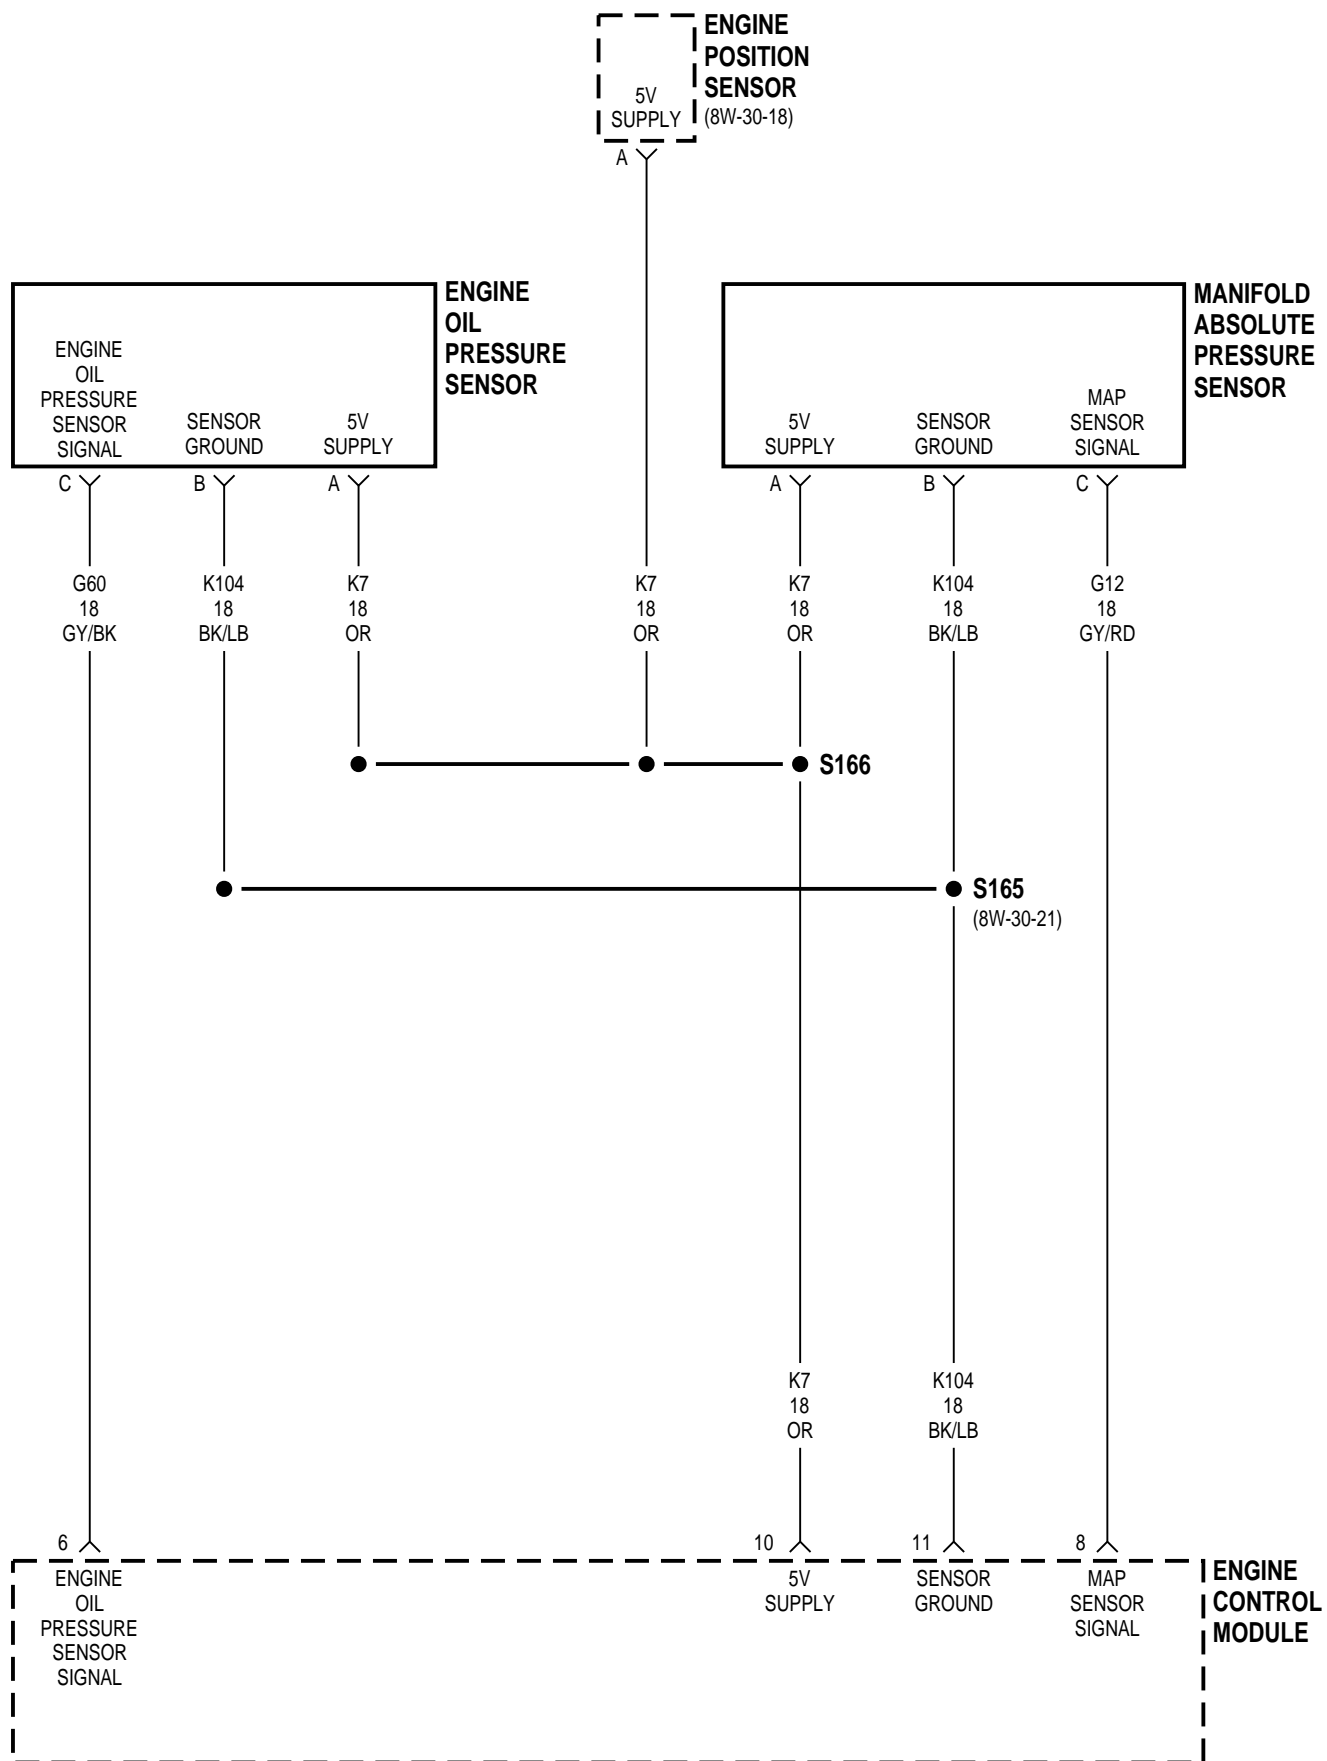 ENGINE
POSITION
SENSOR
(8W-30-18)
5V
SUPPLY
A
ENGINE
OIL
PRESSURE
SENSOR
ENGINE
OIL
PRESSURE
SENSOR
SIGNAL
SENSOR
GROUND
5V
SUPPLY
MANIFOLD
ABSOLUTE
PRESSURE
SENSOR
5V
SUPPLY
SENSOR
GROUND
MAP
SENSOR
SIGNAL
C
B
A
A
B
C
G60
18
GY/BK
K104
18
BK/LB
K7
18
OR
K7
18
OR
K7
18
OR
K104
18
BK/LB
G12
18
GY/RD
S166
S165
(8W-30-21)
K7
18
OR
K104
18
BK/LB
6
10
11
8
ENGINE
OIL
PRESSURE
SENSOR
SIGNAL
5V
SUPPLY
SENSOR
GROUND
MAP
SENSOR
SIGNAL
ENGINE
CONTROL
MODULE